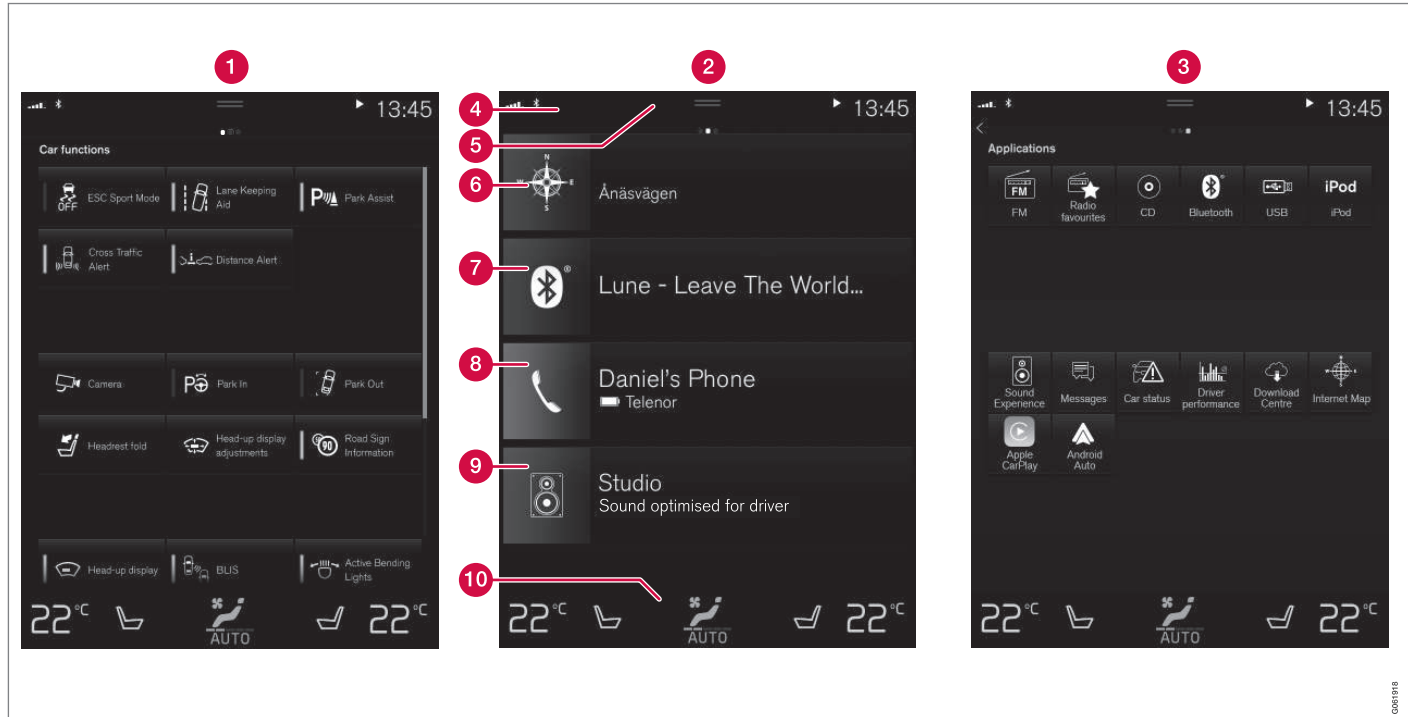 1
2
3
13:45
Car functions
ESC Sport Mode
OFF
Lane Keeping
Aid
P
Park Assist
Cross Traffic
Alert
Distance Alert
Camera
P
Park In
Park Out
Headrest fold
Head-up display
adjustments
90
Road Sign
Information
Head-up display
BLIS
Active Bending
Lights
22°C
AUTO
22°C
4
5
6
7
8
9
10
13:45
N
W
E
S
Ånäsvägen
®
Lune - Leave The World...
Daniel's Phone
Telenor
Studio
Sound optimised for driver
22°C
AUTO
22°C
13:45
Applications
FM
FM
Radio
favourites
CD
Bluetooth
USB
iPod
iPod
Sound
Experience
Messages
Car status
Driver
performance
Download
Centre
Internet Map
Apple
CarPlay
Android
Auto
22°C
AUTO
22°C
G061918